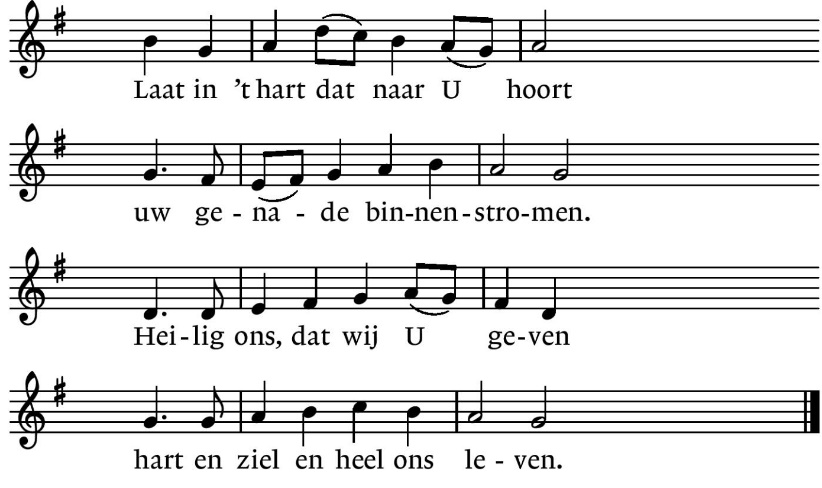 Laat in 't hart dat naar U hoort
uw ge - na - de bin-nen-stro-men.
Hei-lig ons, dat wij U ge-ven
hart en ziel en heel ons le - ven.